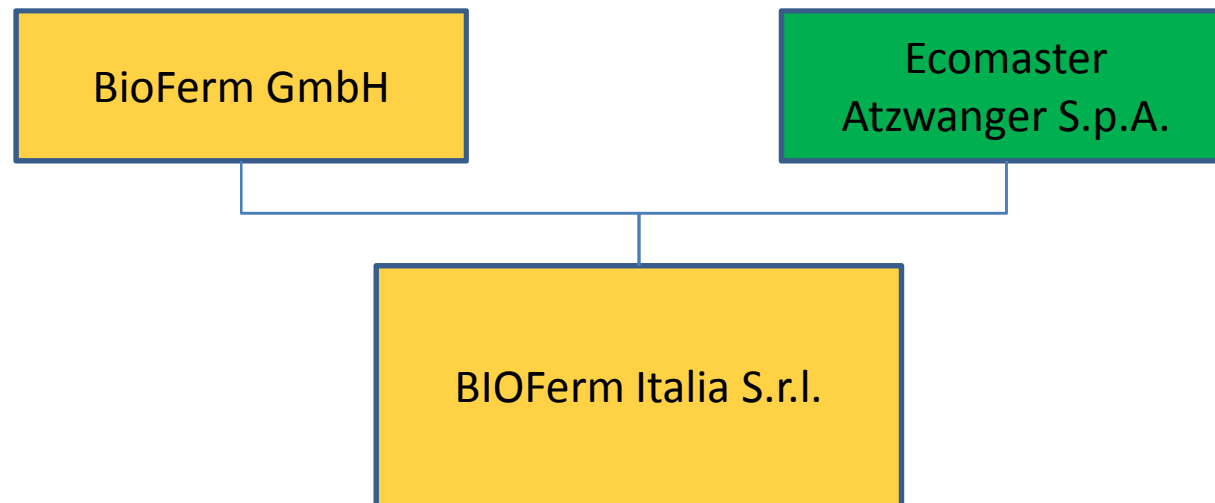 BioFerm GmbH
Ecomaster
Atzwanger S.p.A.
BIOFerm Italia S.r.l.